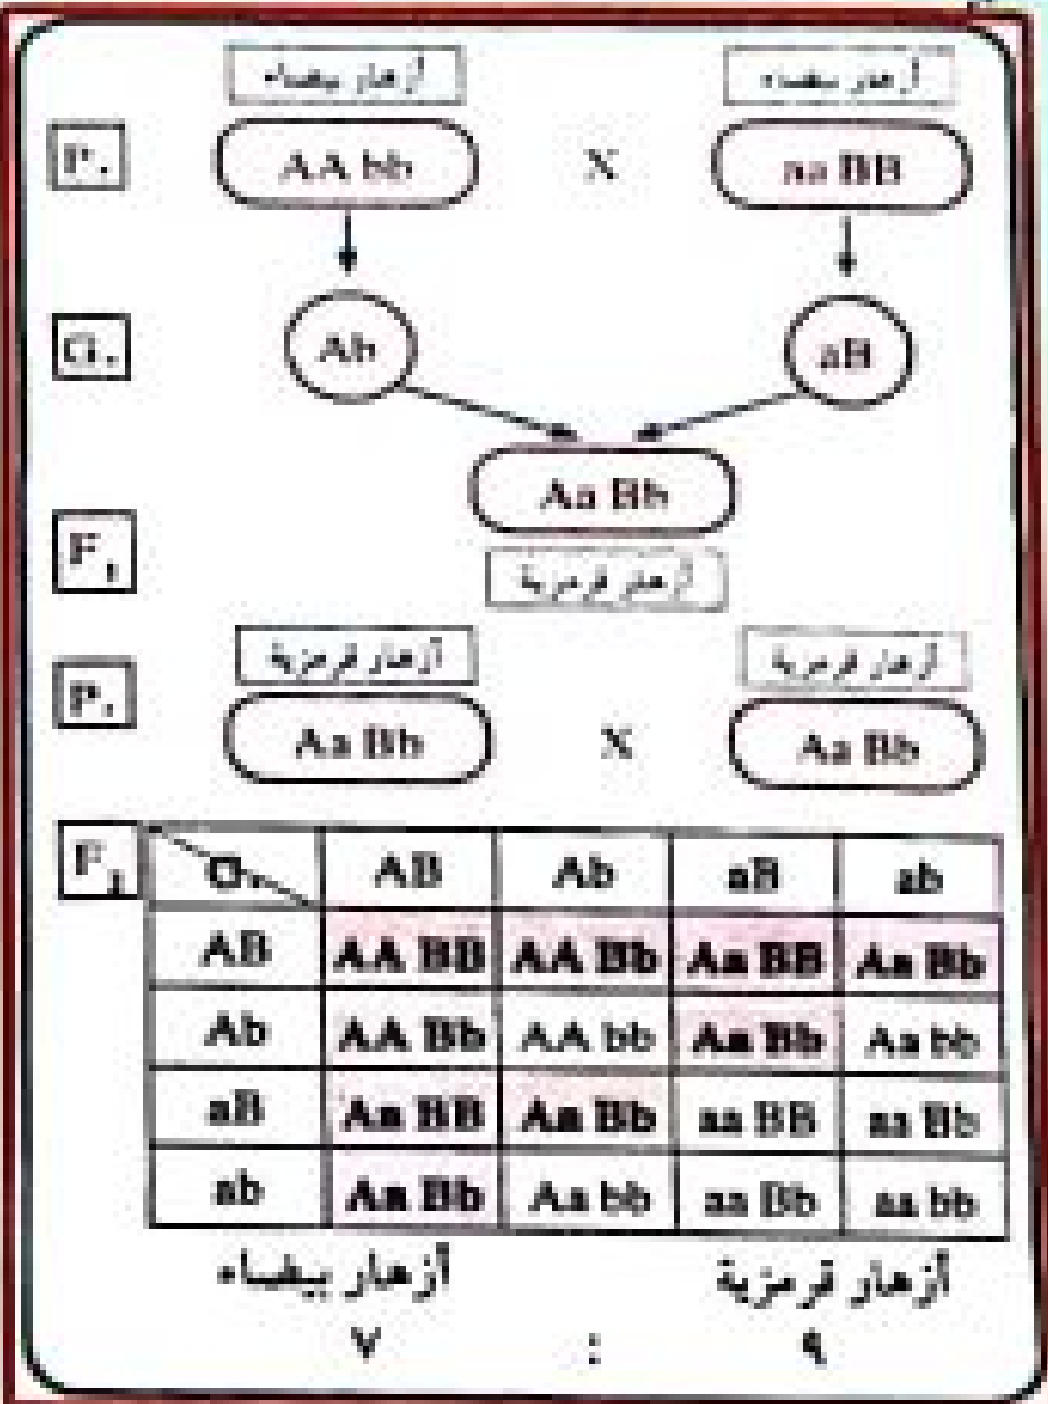 أزهار بيضاء أزهار بيضاء
P. AA bb X aa BB
G. Ab aB
Aa Bb
F₁
أزهار قرمزية
أزهار قرمزية أزهار قرمزية
P. Aa Bb X Aa Bb
F₂ AB Ab aB ab
AB AA BB AA Bb Aa BB Aa Bb
Ab AA Bb AA bb Aa Bb Aa bb
aB Aa BB Aa Bb aa BB aa Bb
ab Aa Bb Aa bb aa Bb aa bb
أزهار قرمزية أزهار بيضاء
٩ : ٧